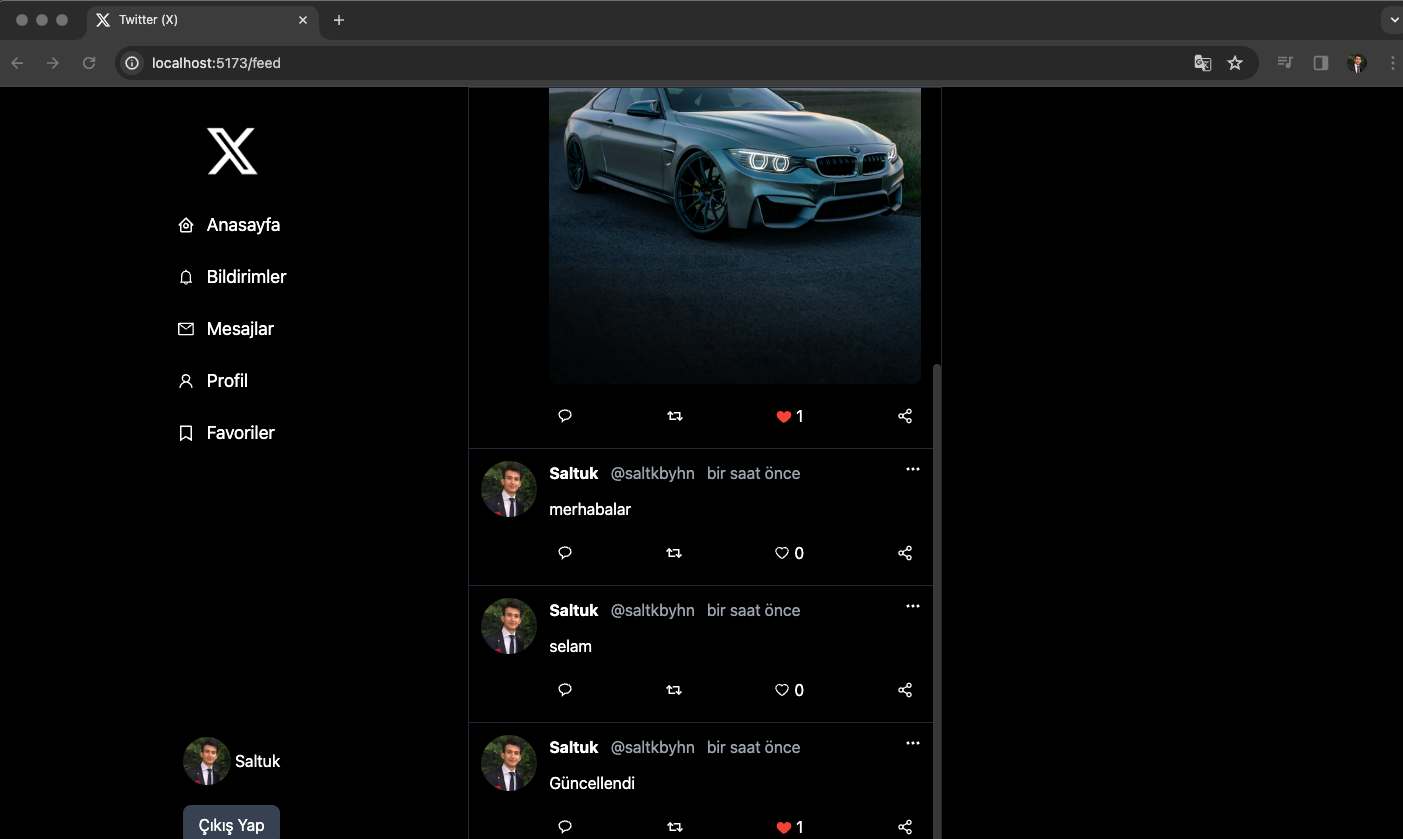 Twitter (X)
localhost:5173/feed
Anasayfa
Bildirimler
Mesajlar
Profil
Favoriler
Saltuk
Çıkış Yap
1
Saltuk @saltkbyhn bir saat önce
merhabalar
0
Saltuk @saltkbyhn bir saat önce
selam
0
Saltuk @saltkbyhn bir saat önce
Güncellendi
1